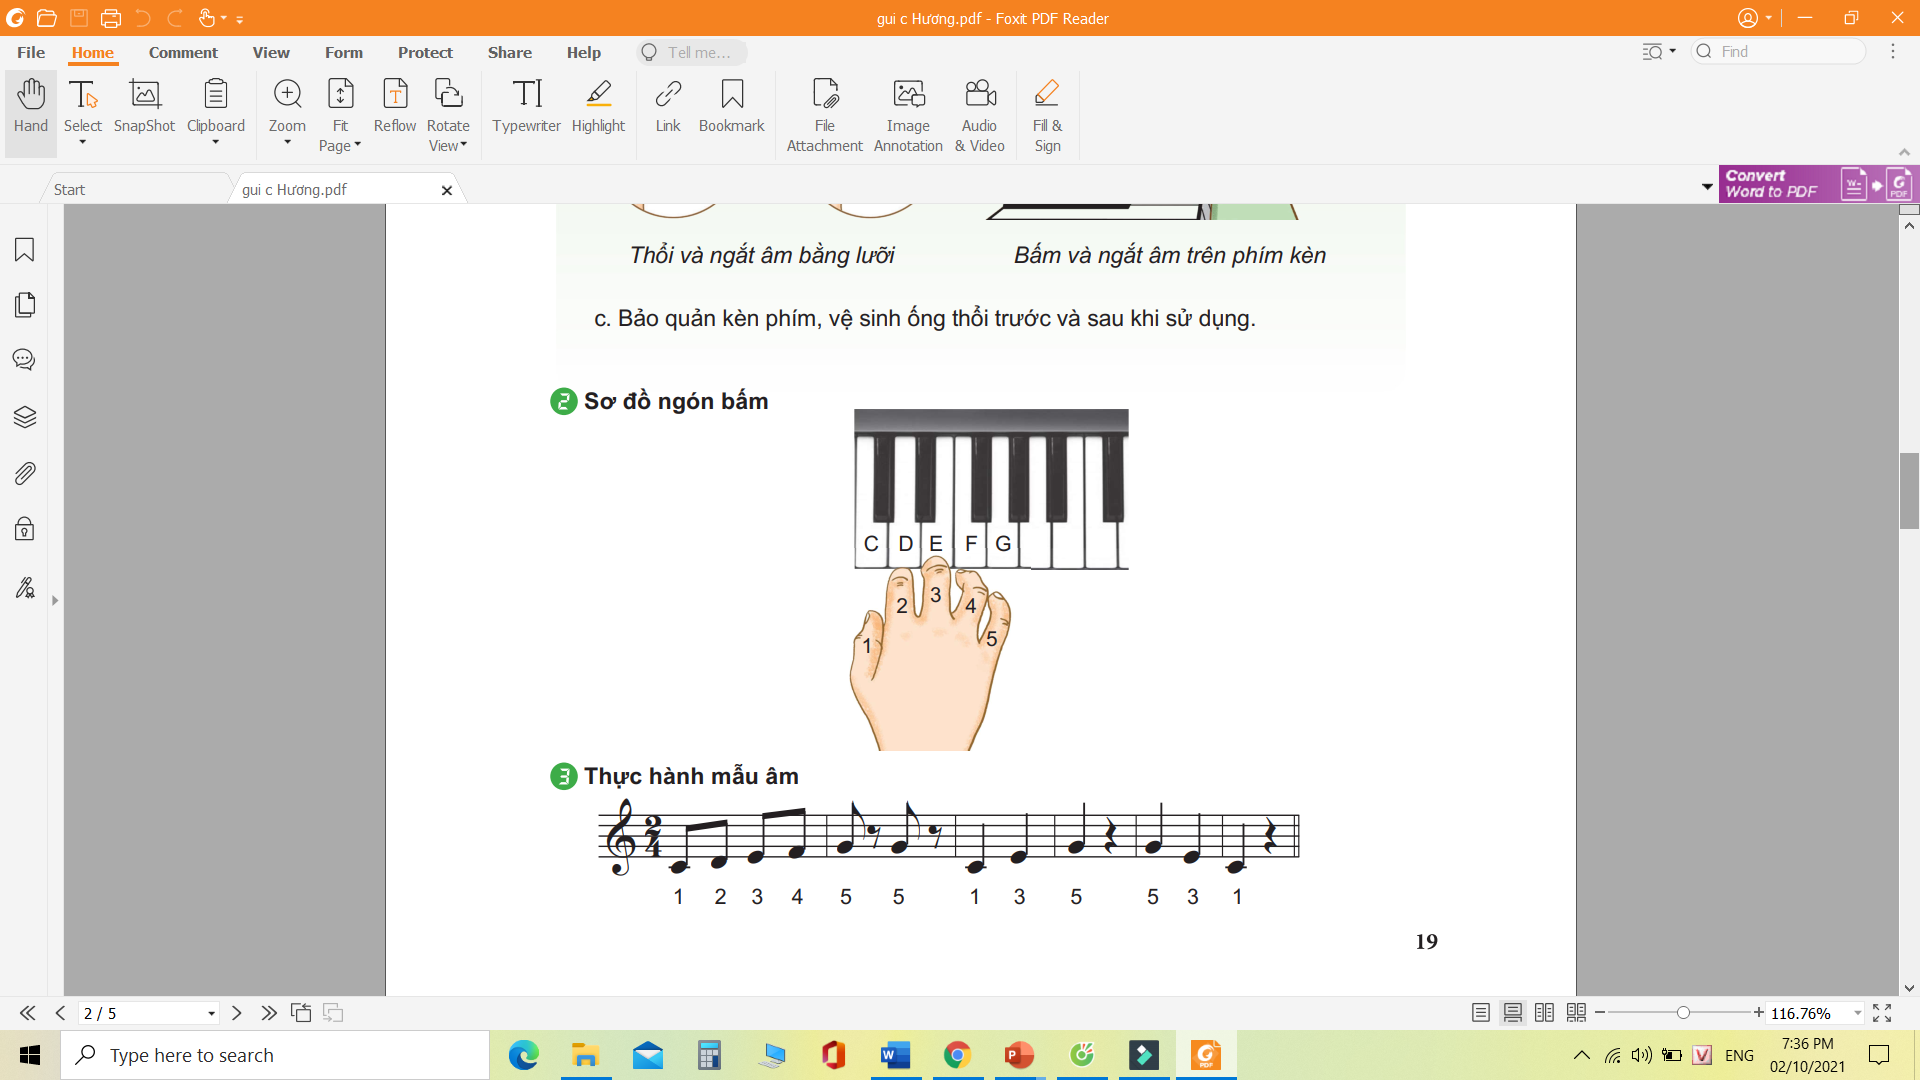 gui c Hương.pdf - Foxit PDF Reader
File Home Comment View Form Protect Share Help Tell me... Find
Hand Select SnapShot Clipboard Zoom Fit Page Reflow Rotate View Typewriter Highlight Link Bookmark File Attachment Image Annotation Audio & Video Fill & Sign
Start gui c Hương.pdf
Convert
Word to PDF
Thổi và ngắt âm bằng lưỡi Bấm và ngắt âm trên phím kèn
c. Bảo quản kèn phím, vệ sinh ống thổi trước và sau khi sử dụng.
2 Sơ đồ ngón bấm
C D E F G
1 2 3 4 5
3 Thực hành mẫu âm
2
4
1 2 3 4 5 5 1 3 5 5 3 1
19
2 / 5 116.76%
Type here to search
ENG
7:36 PM
02/10/2021